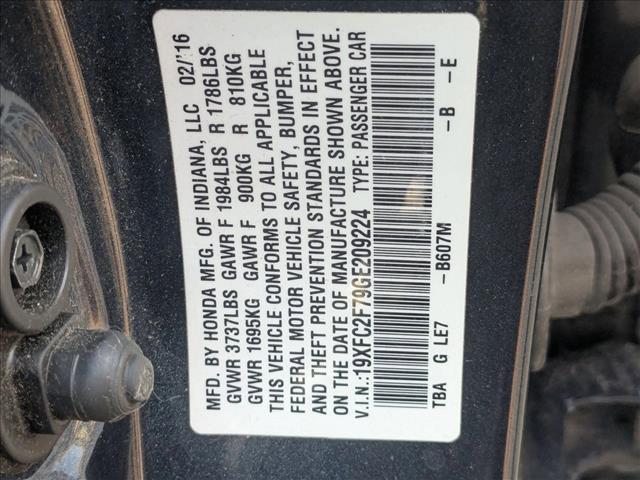 MFD. BY HONDA MFG. OF INDIANA, LLC 02/'16
GVWR 3737LBS GAWR F 1984LBS R 1786LBS
GVWR 1695KG GAWR F 900KG R 810KG
THIS VEHICLE CONFORMS TO ALL APPLICABLE
FEDERAL MOTOR VEHICLE SAFETY, BUMPER,
AND THEFT PREVENTION STANDARDS IN EFFECT
ON THE DATE OF MANUFACTURE SHOWN ABOVE.
V.I.N.:19XFC2F79GE209224 TYPE: PASSENGER CAR
TBA G LE7 -B607M -B -E